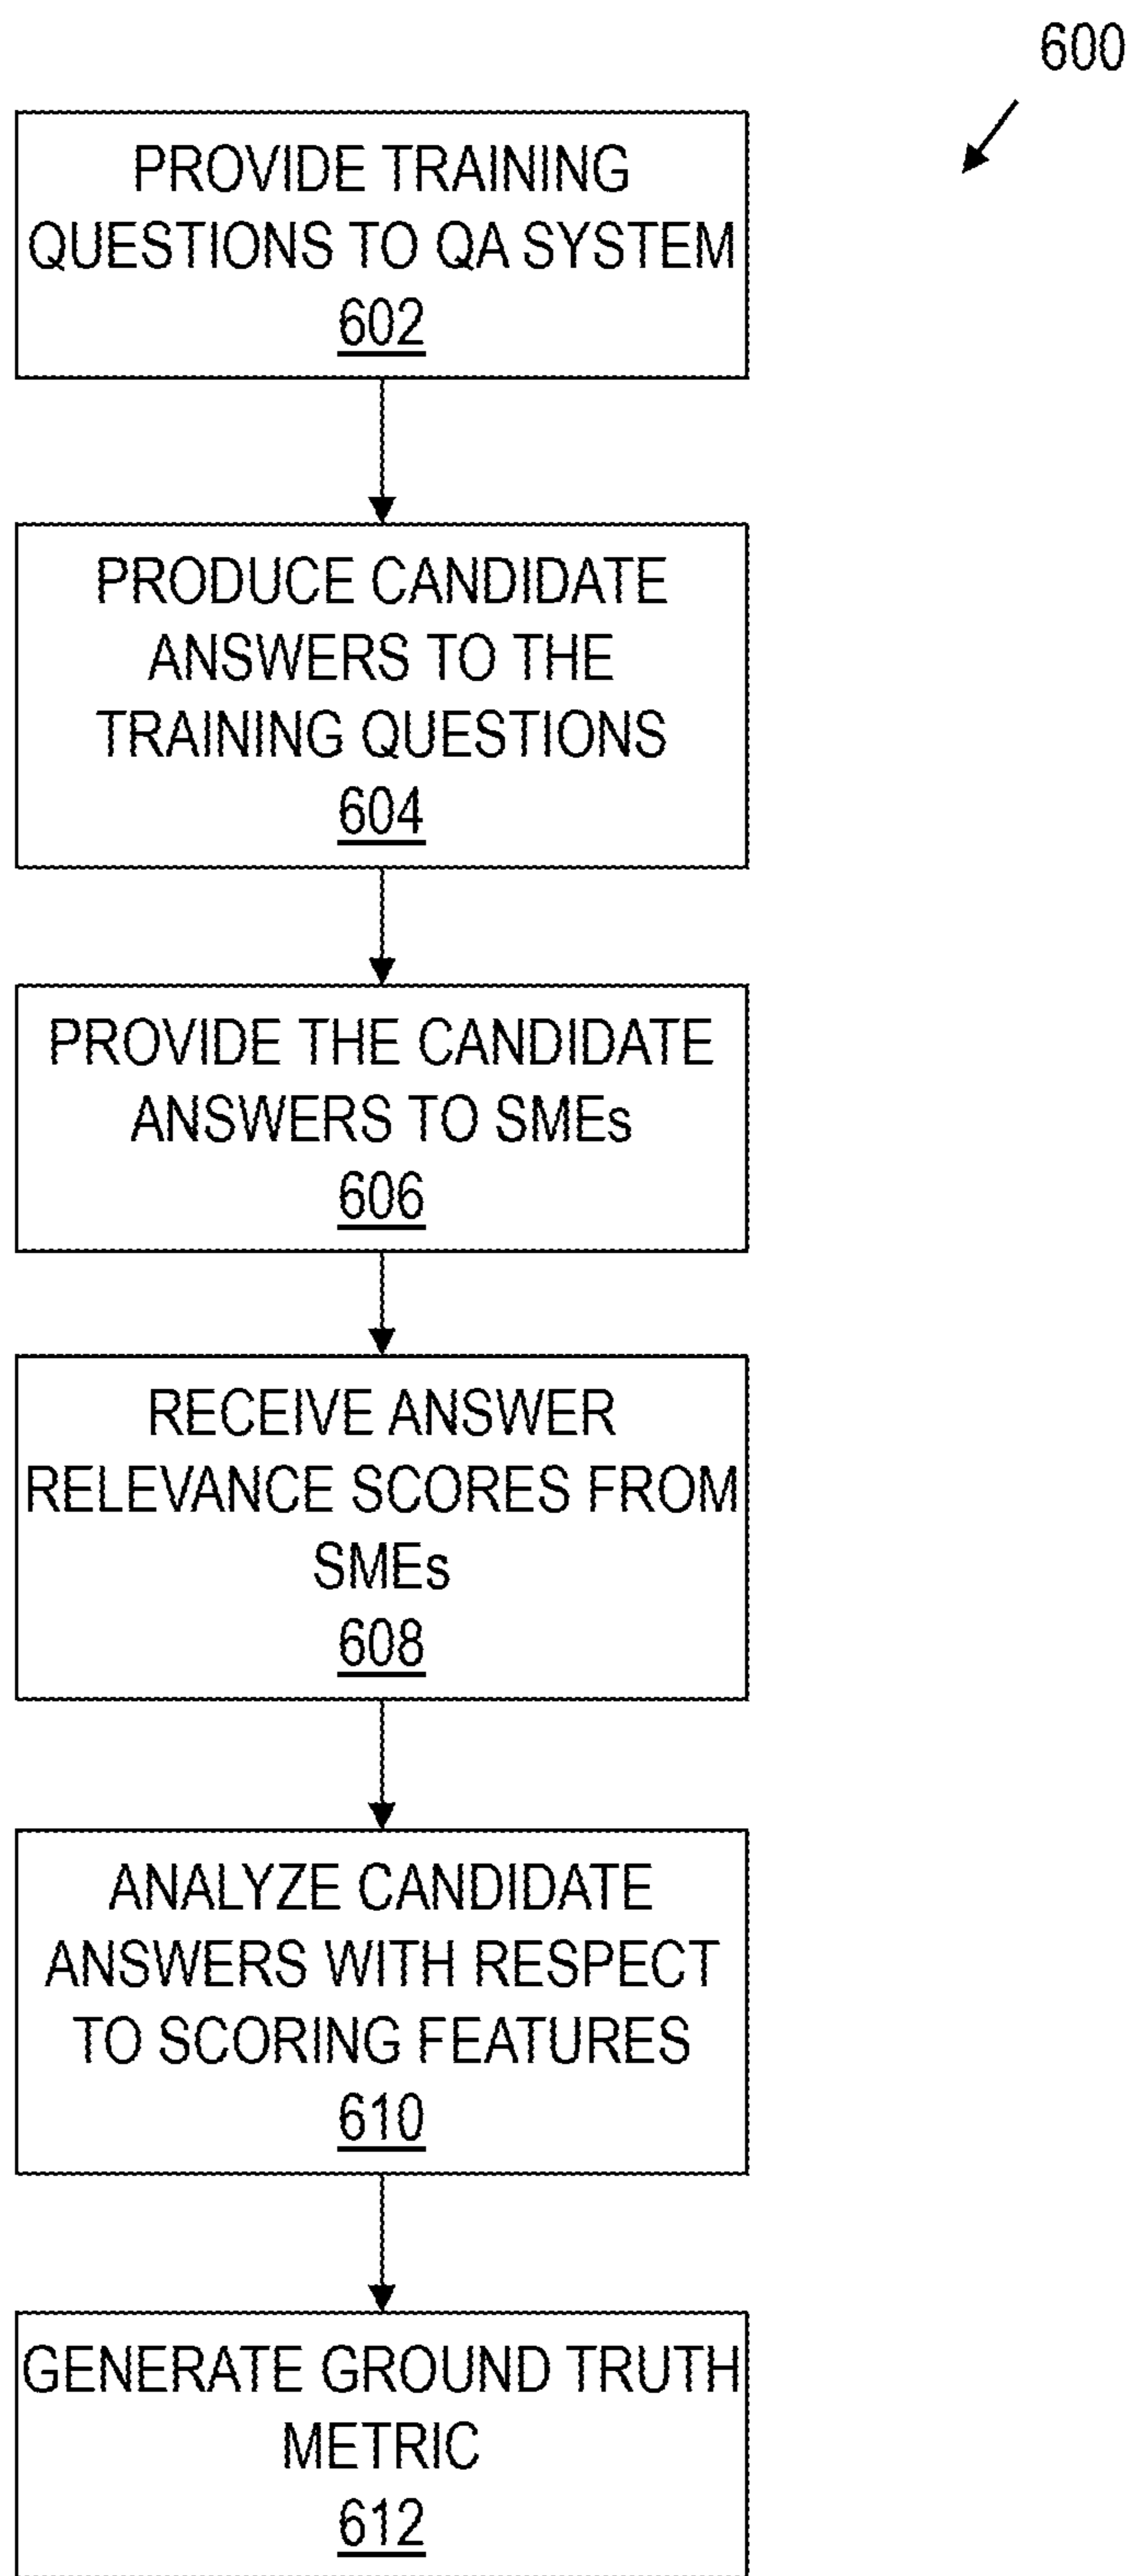 600
PROVIDE TRAINING
QUESTIONS TO QA SYSTEM
602
PRODUCE CANDIDATE
ANSWERS TO THE
TRAINING QUESTIONS
604
PROVIDE THE CANDIDATE
ANSWERS TO SMEs
606
RECEIVE ANSWER
RELEVANCE SCORES FROM
SMEs
608
ANALYZE CANDIDATE
ANSWERS WITH RESPECT
TO SCORING FEATURES
610
GENERATE GROUND TRUTH
METRIC
612